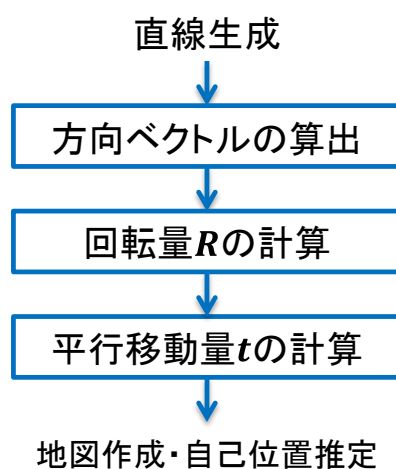 直線生成
方向ベクトルの算出
回転量Rの計算
平行移動量tの計算
地図作成・自己位置推定